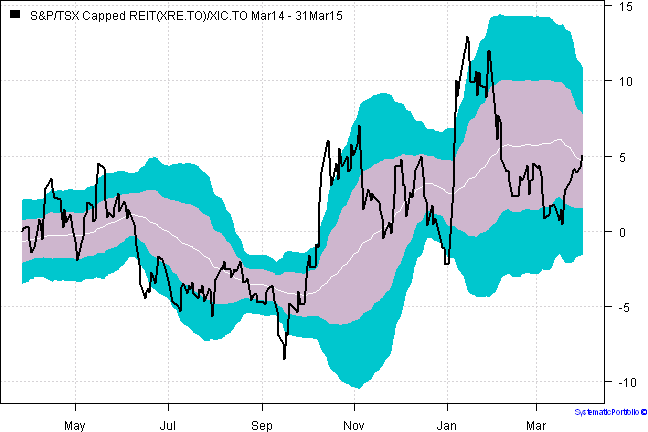 S&P/TSX Capped REIT(XRE.TO)/XIC.TO Mar14 - 31Mar15
15
10
5
0
-5
-10
May Jul Sep Nov Jan Mar
SystematicPortfolio ©